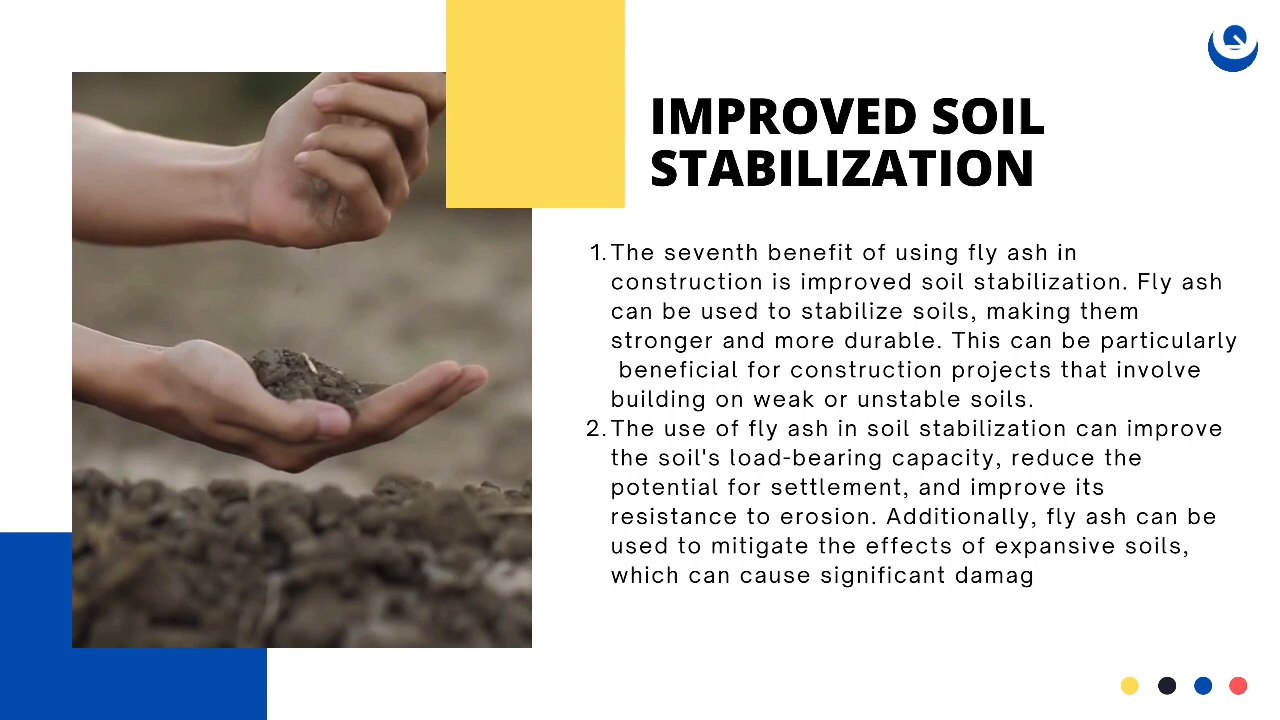 IMPROVED SOIL
STABILIZATION
1. The seventh benefit of using fly ash in
construction is improved soil stabilization. Fly ash
can be used to stabilize soils, making them
stronger and more durable. This can be particularly
beneficial for construction projects that involve
building on weak or unstable soils.
2. The use of fly ash in soil stabilization can improve
the soil's load-bearing capacity, reduce the
potential for settlement, and improve its
resistance to erosion. Additionally, fly ash can be
used to mitigate the effects of expansive soils,
which can cause significant damag